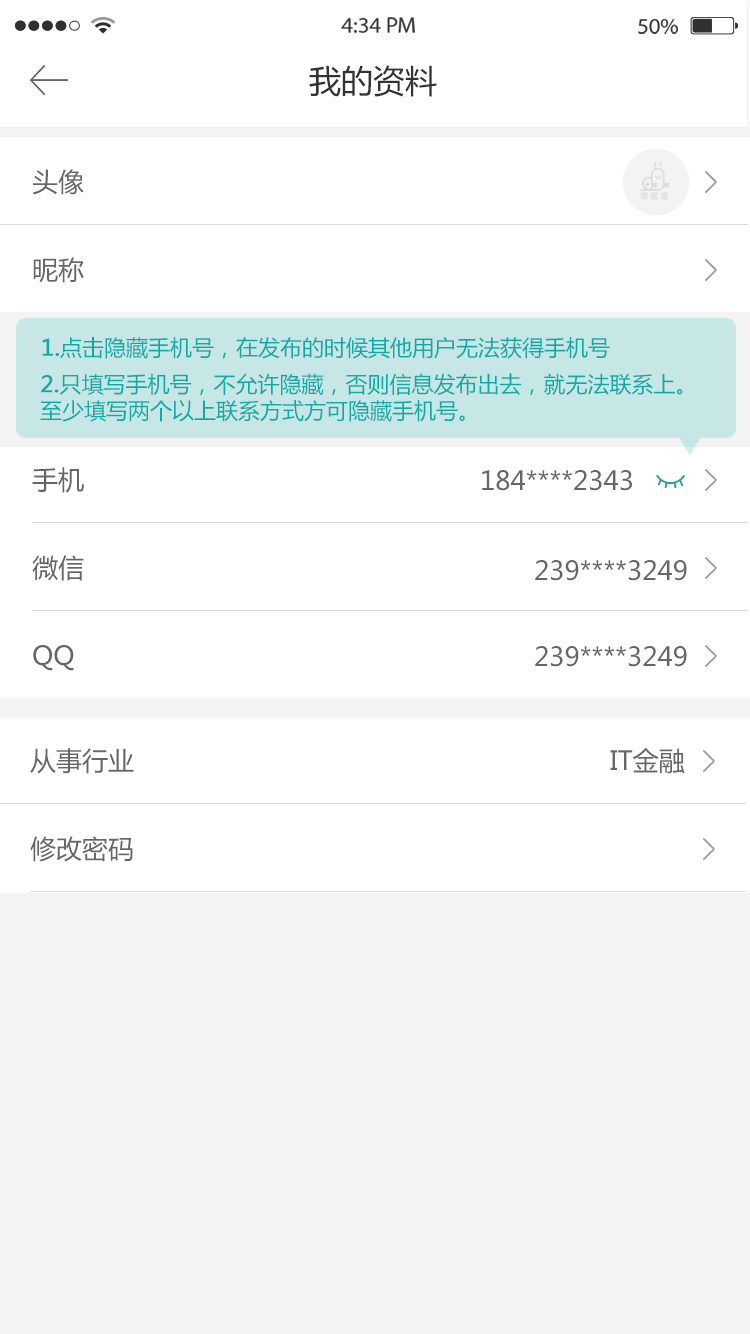 4:34 PM
50%
我的资料
头像
寄居客
昵称
1.点击隐藏手机号，在发布的时候其他用户无法获得手机号
2.只填写手机号，不允许隐藏，否则信息发布出去，就无法联系上。
至少填写两个以上联系方式方可隐藏手机号。
手机 184****2343
微信 239****3249
QQ 239****3249
从事行业 IT金融
修改密码